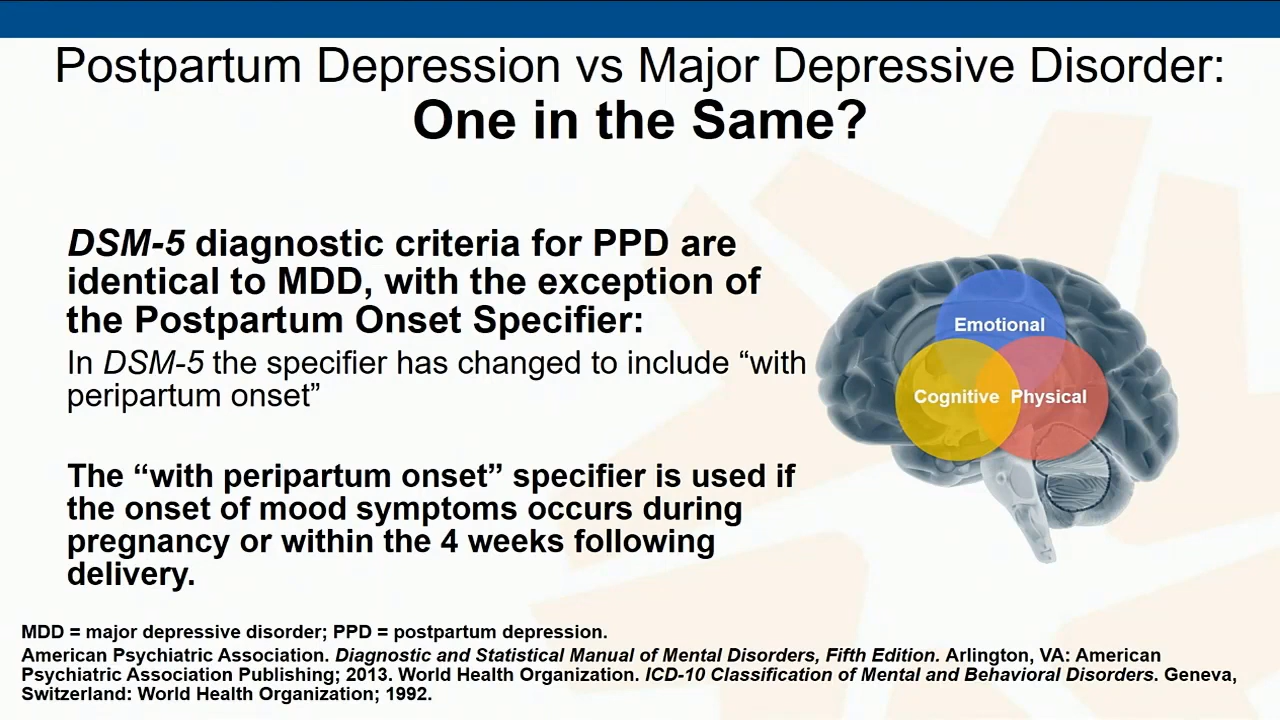 Postpartum Depression vs Major Depressive Disorder:
One in the Same?
DSM-5 diagnostic criteria for PPD are
identical to MDD, with the exception of
the Postpartum Onset Specifier:
In DSM-5 the specifier has changed to include “with
peripartum onset”
The “with peripartum onset” specifier is used if
the onset of mood symptoms occurs during
pregnancy or within the 4 weeks following
delivery.
Emotional
Cognitive Physical
MDD = major depressive disorder; PPD = postpartum depression.
American Psychiatric Association. Diagnostic and Statistical Manual of Mental Disorders, Fifth Edition. Arlington, VA: American
Psychiatric Association Publishing; 2013. World Health Organization. ICD-10 Classification of Mental and Behavioral Disorders. Geneva,
Switzerland: World Health Organization; 1992.